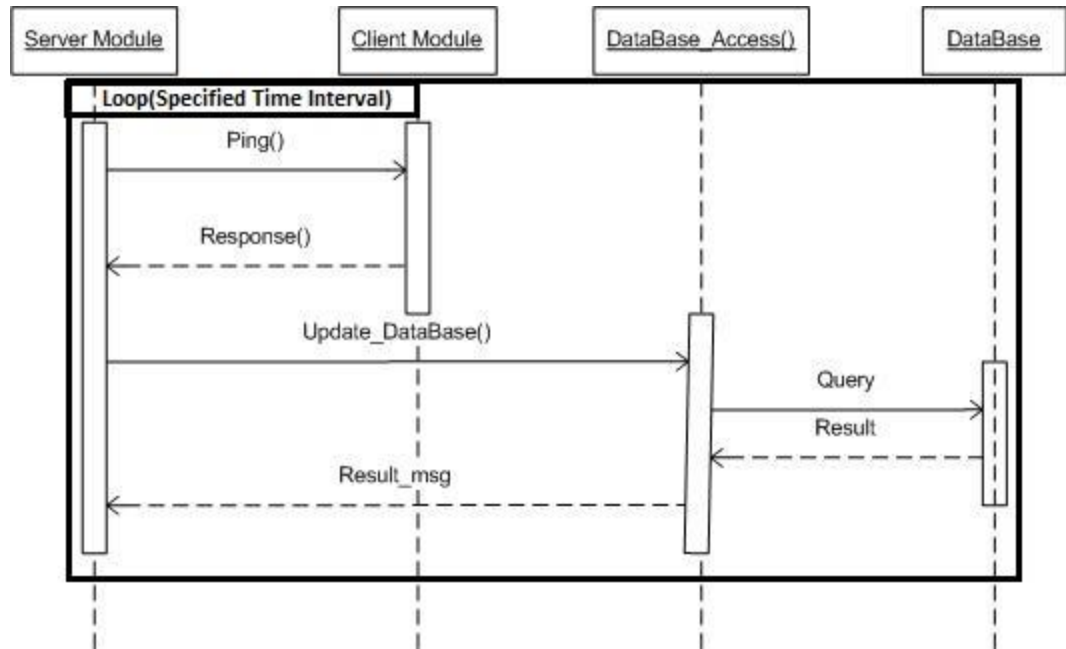 Server Module
Client Module
DataBase_Access()
DataBase
Loop(Specified Time Interval)
Ping()
Response()
Update_DataBase()
Query
Result
Result_msg